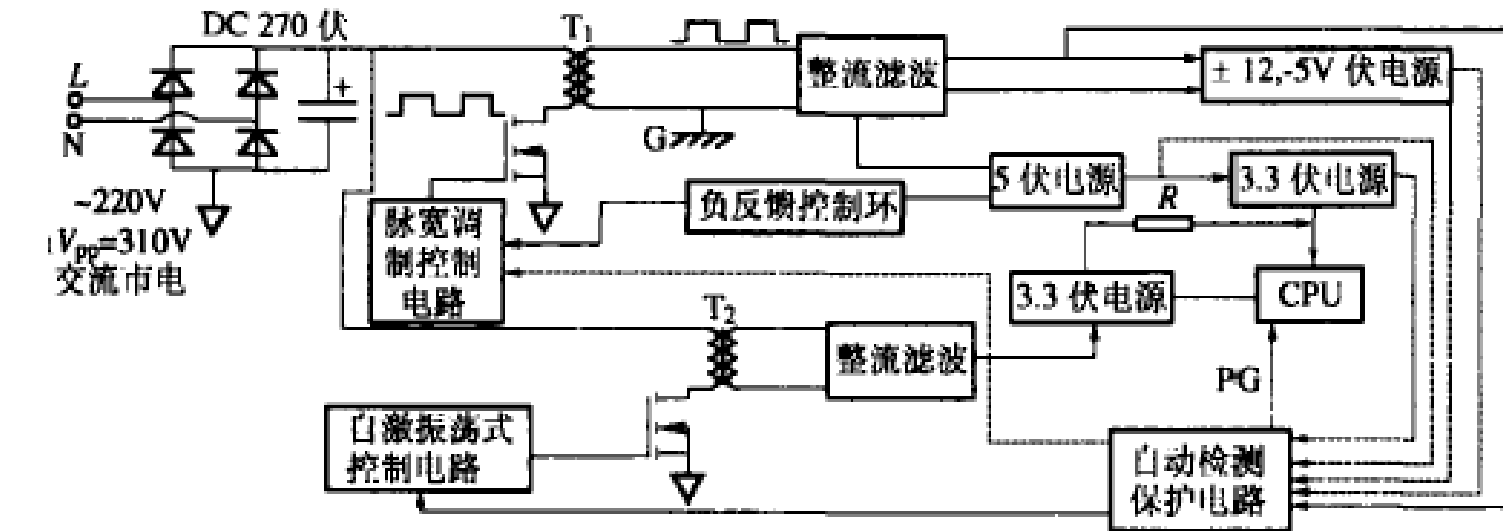 DC 270 伏
T1
整流滤波
± 12,-5V 伏电源
L
N
+
G
5 伏电源
3.3 伏电源
~220V
VPP=310V
交流市电
脉宽调
制控制
电路
负反馈控制环
R
3.3 伏电源
CPU
T2
整流滤波
PG
自激振荡式
控制电路
自动检测
保护电路